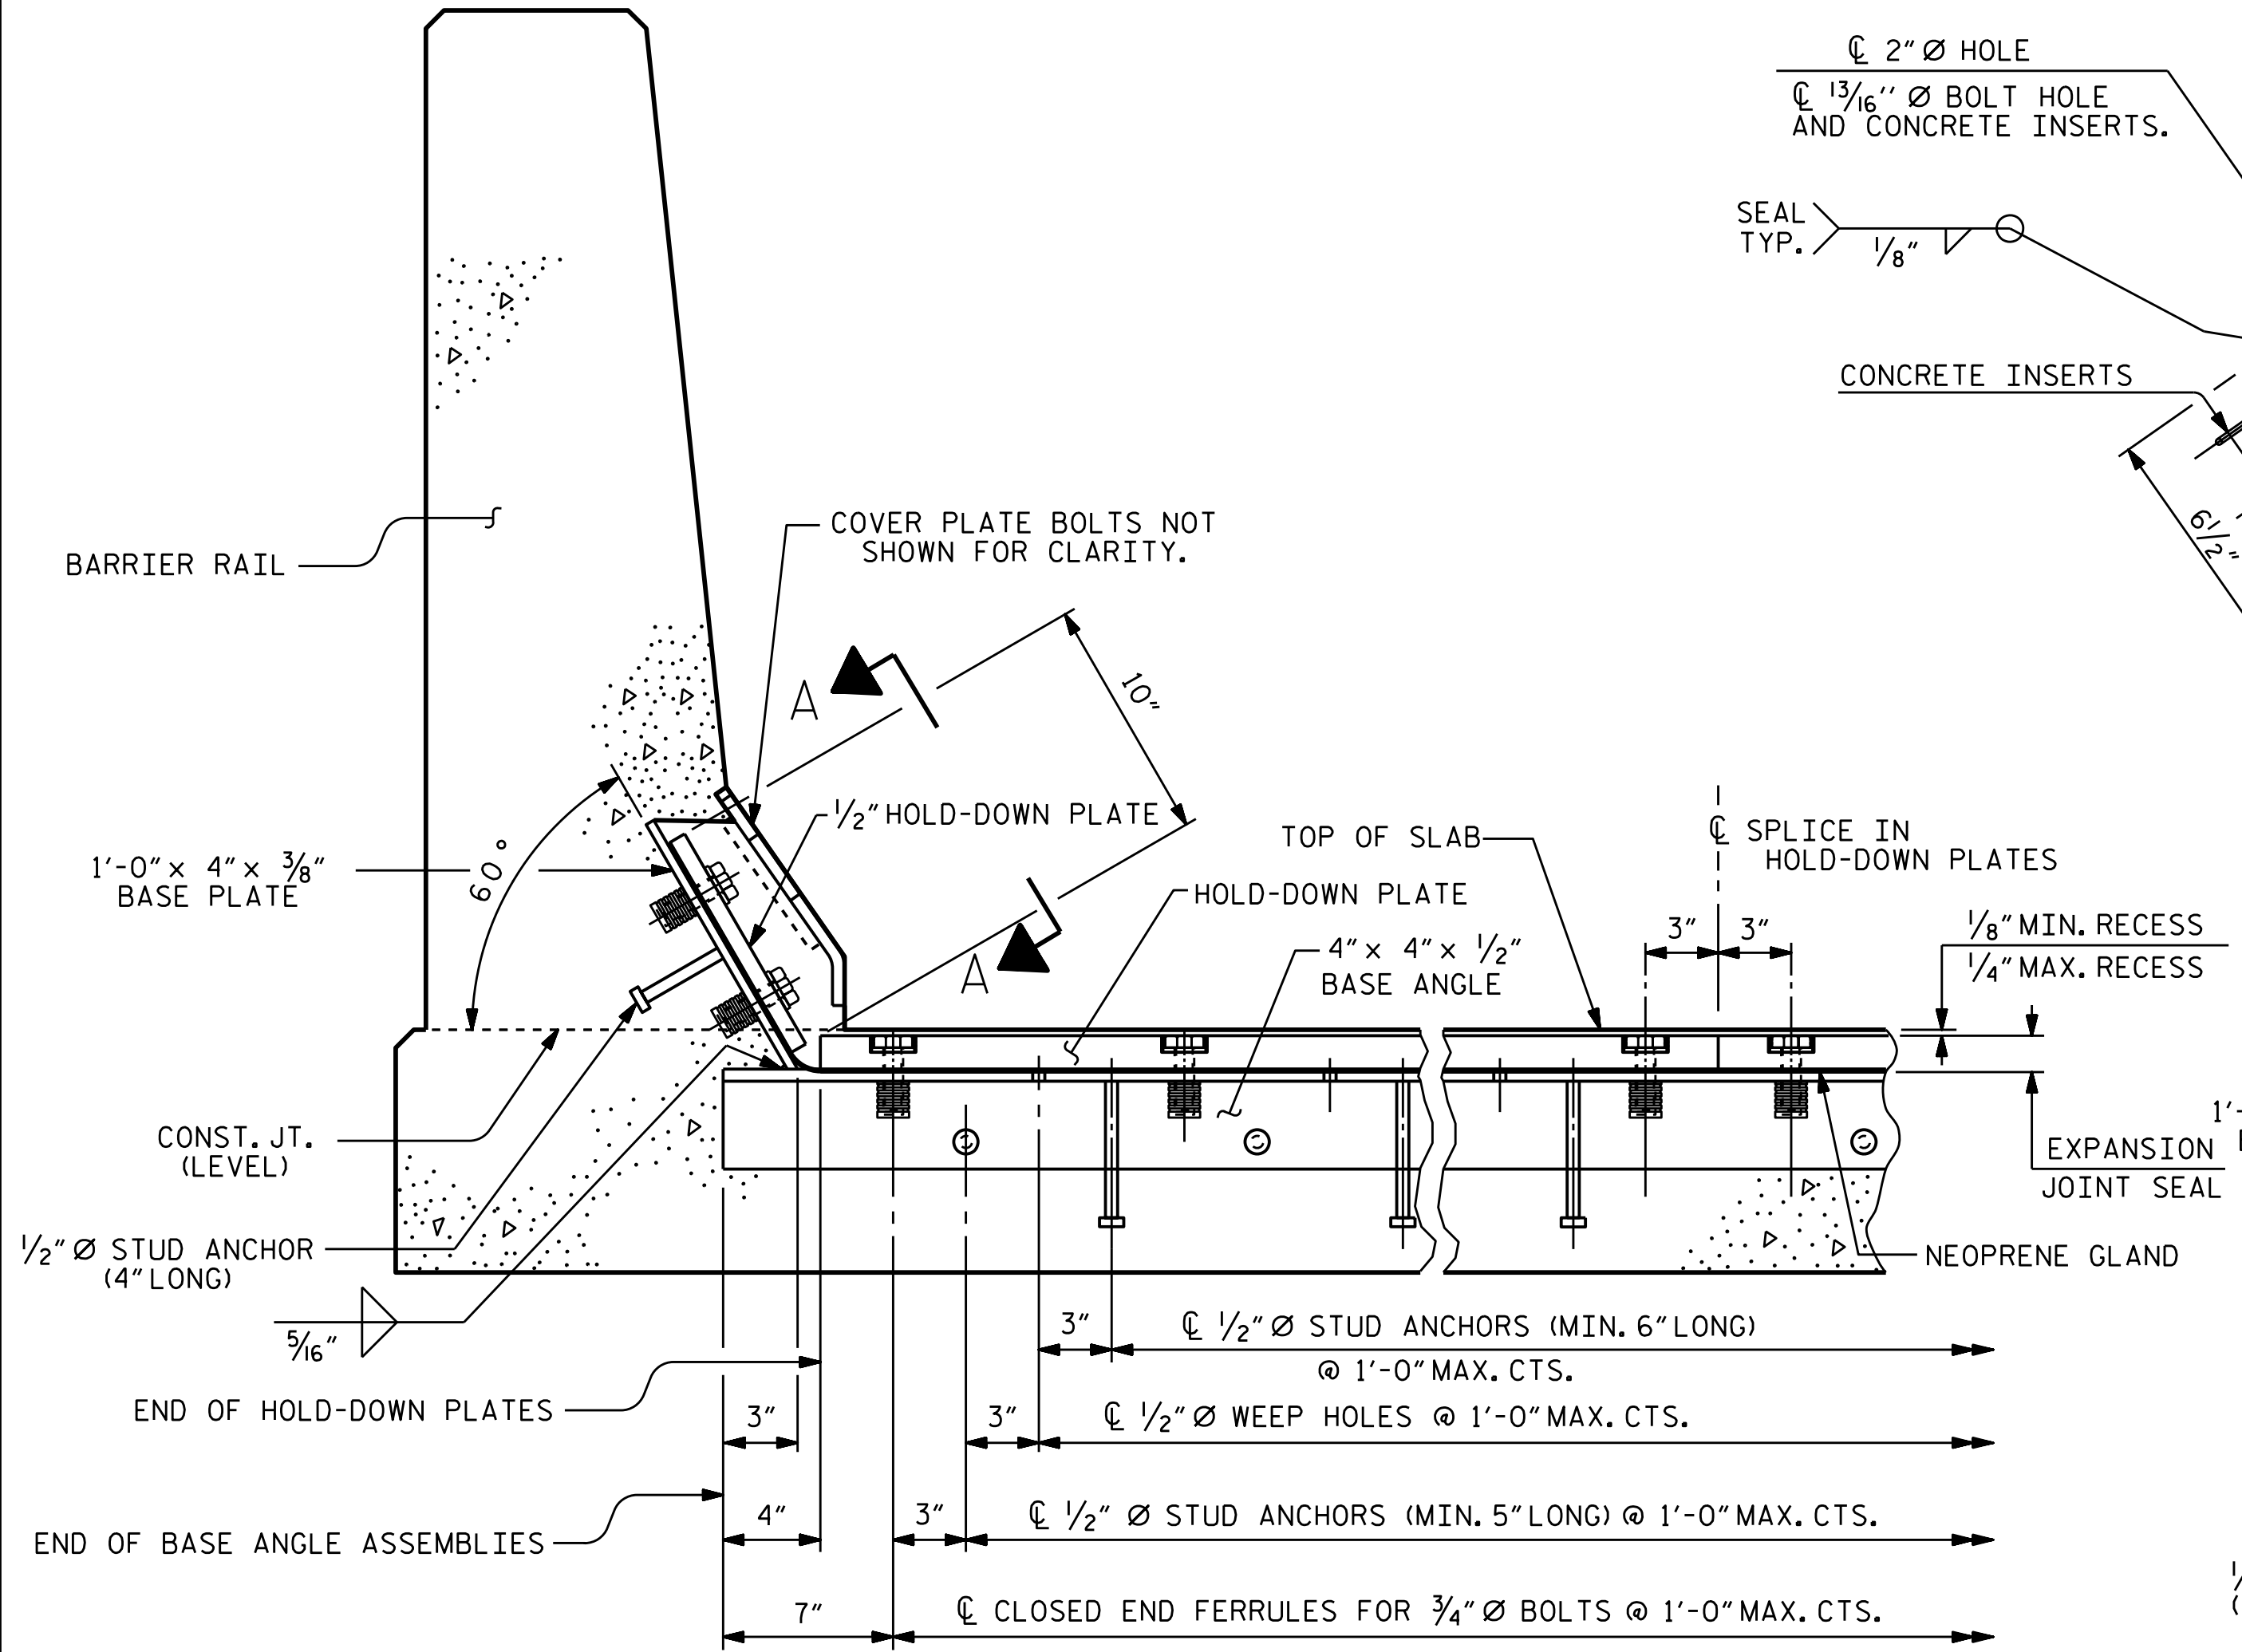 ℄ 2" Ø HOLE
℄ 13/16" Ø BOLT HOLE
AND CONCRETE INSERTS.
SEAL
TYP.
1/8"
CONCRETE INSERTS
6 1/2"
COVER PLATE BOLTS NOT
SHOWN FOR CLARITY.
BARRIER RAIL
A
10"
1/2" HOLD-DOWN PLATE
1'-0" x 4" x 3/8"
BASE PLATE
60°
TOP OF SLAB
℄ SPLICE IN
HOLD-DOWN PLATES
HOLD-DOWN PLATE
3"
3"
1/8" MIN. RECESS
1/4" MAX. RECESS
4" x 4" x 1/2"
BASE ANGLE
A
CONST. JT.
(LEVEL)
1'-
EXPANSION
JOINT SEAL
1/2" Ø STUD ANCHOR
(4" LONG)
NEOPRENE GLAND
5/16"
3"
℄ 1/2" Ø STUD ANCHORS (MIN. 6" LONG)
@ 1'-0" MAX. CTS.
END OF HOLD-DOWN PLATES
3"
3"
℄ 1/2" Ø WEEP HOLES @ 1'-0" MAX. CTS.
END OF BASE ANGLE ASSEMBLIES
4"
3"
℄ 1/2" Ø STUD ANCHORS (MIN. 5" LONG) @ 1'-0" MAX. CTS.
7"
℄ CLOSED END FERRULES FOR 3/4" Ø BOLTS @ 1'-0" MAX. CTS.